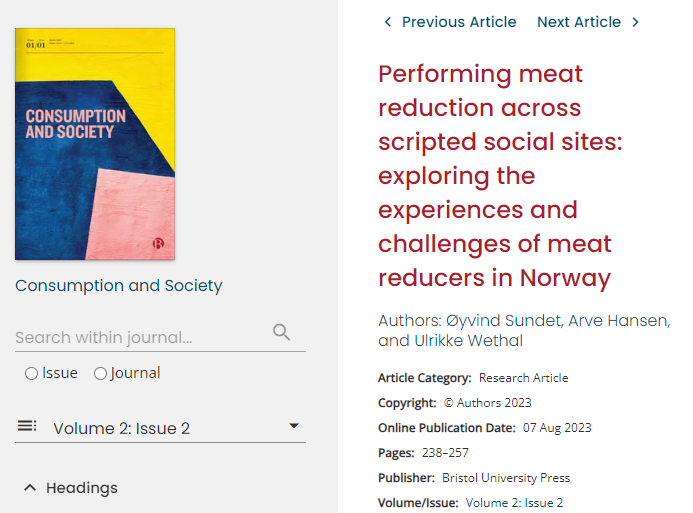 01/01
CONSUMPTION
AND SOCIETY
Consumption and Society
Search within journal...
Issue
Journal
Volume 2: Issue 2
Headings
Previous Article
Next Article
Performing meat
reduction across
scripted social sites:
exploring the
experiences and
challenges of meat
reducers in Norway
Authors: Øyvind Sundet, Arve Hansen,
and Ulrikke Wethal
Article Category: Research Article
Copyright: © Authors 2023
Online Publication Date: 07 Aug 2023
Pages: 238–257
Publisher: Bristol University Press
Volume/Issue: Volume 2: Issue 2